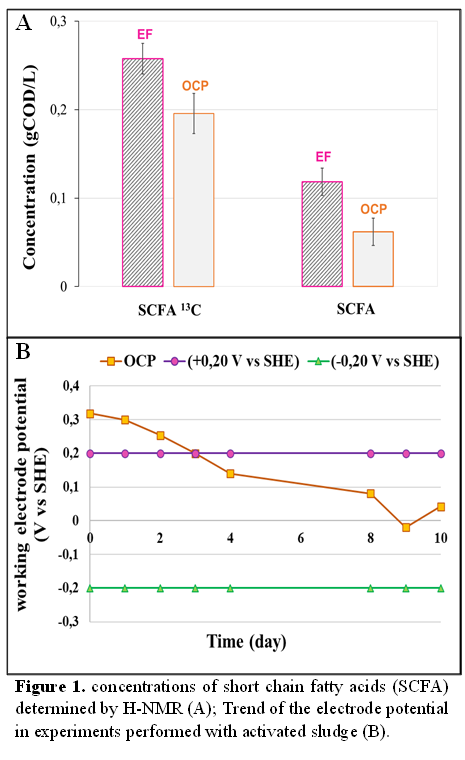 A
Concentration (gCOD/L)
0,3
0,2
0,1
0
EF
OCP
EF
OCP
SCFA ¹³C
SCFA
B
OCP (+0,20 V vs SHE) (-0,20 V vs SHE)
working electrode potential
(V vs SHE)
0,4
0,3
0,2
0,1
0
-0,1
-0,2
-0,3
0 2 4 6 8 10
Time (day)
Figure 1. concentrations of short chain fatty acids (SCFA)
determined by H-NMR (A); Trend of the electrode potential
in experiments performed with activated sludge (B).